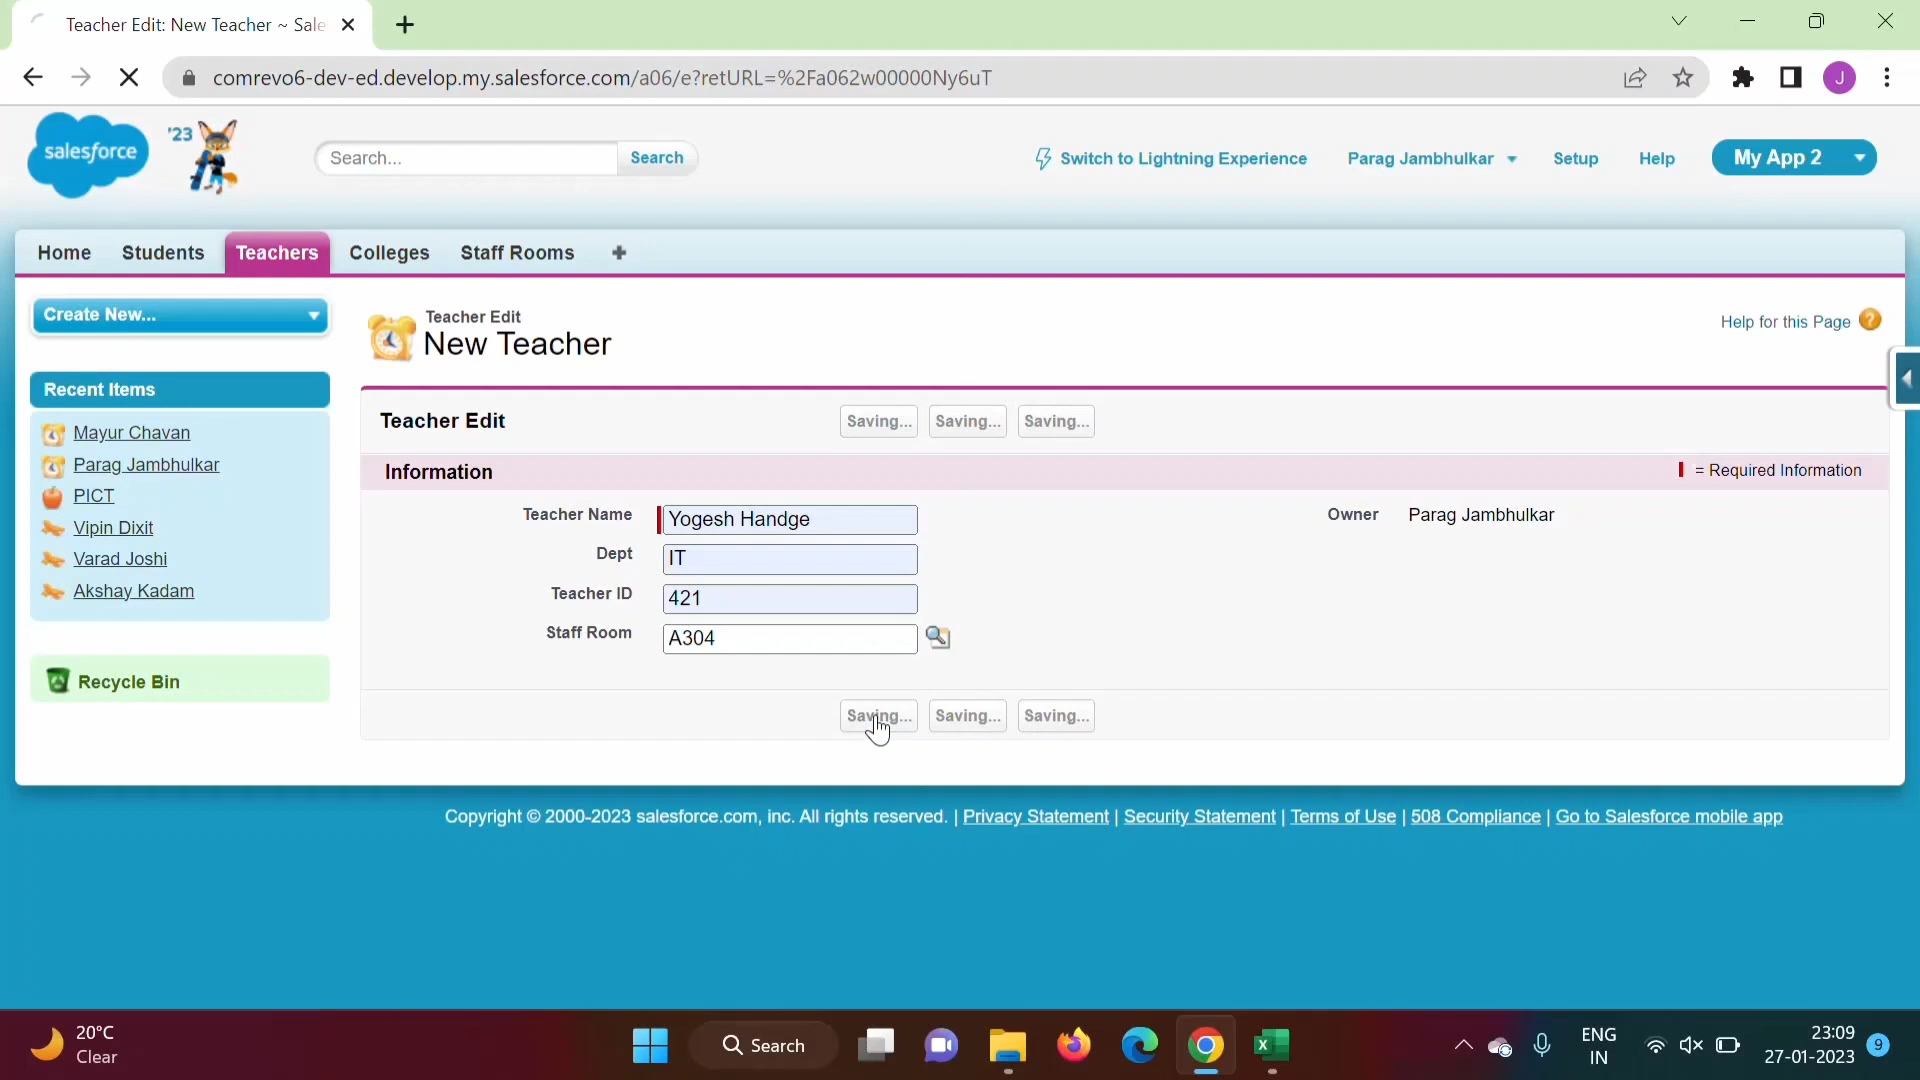 Teacher Edit: New Teacher ~ Sale
comrevo6-dev-ed.develop.my.salesforce.com/a06/e?retURL=%2Fa062w00000Ny6uT
J
salesforce
'23
Search...
Search
Switch to Lightning Experience
Parag Jambhulkar
Setup
Help
My App 2
Home
Students
Teachers
Colleges
Staff Rooms
Create New...
Teacher Edit
New Teacher
Help for this Page
Recent Items
Mayur Chavan
Parag Jambhulkar
PICT
Vipin Dixit
Varad Joshi
Akshay Kadam
Recycle Bin
Teacher Edit
Saving...
Saving...
Saving...
Information
= Required Information
Teacher Name
Yogesh Handge
Owner
Parag Jambhulkar
Dept
IT
Teacher ID
421
Staff Room
A304
Saving...
Saving...
Saving...
Copyright © 2000-2023 salesforce.com, inc. All rights reserved. | Privacy Statement | Security Statement | Terms of Use | 508 Compliance | Go to Salesforce mobile app
20°C
Clear
Search
ENG
IN
23:09
27-01-2023
9